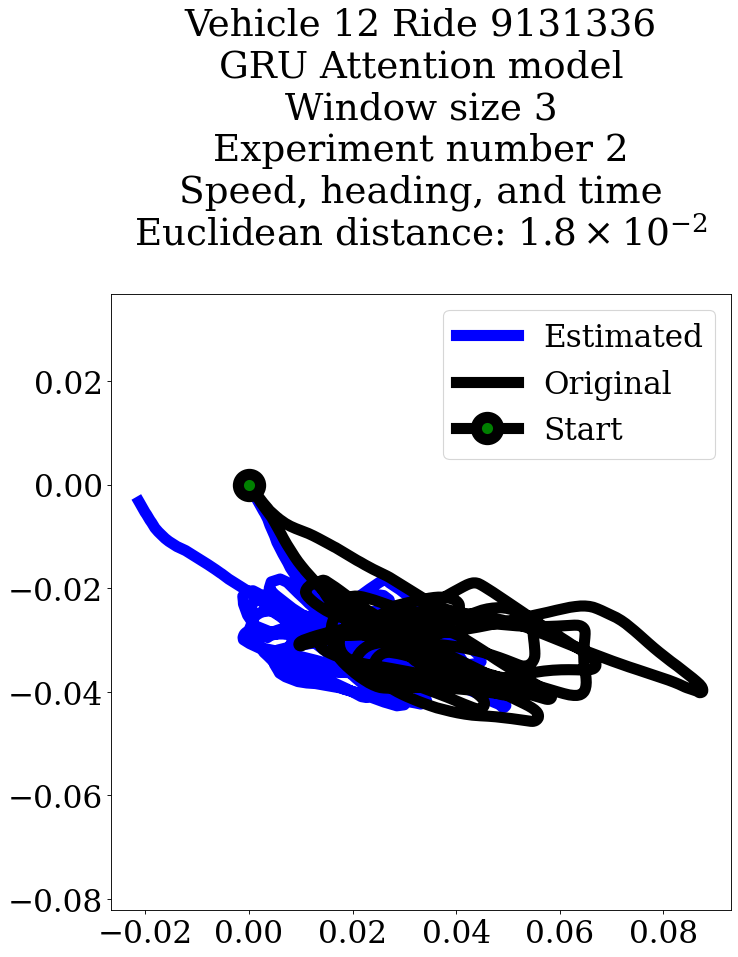 Vehicle 12 Ride 9131336
GRU Attention model
Window size 3
Experiment number 2
Speed, heading, and time
Euclidean distance: 1.8 × 10⁻²
Estimated
Original
Start
0.02
0.00
−0.02
−0.04
−0.06
−0.08
−0.02 0.00 0.02 0.04 0.06 0.08